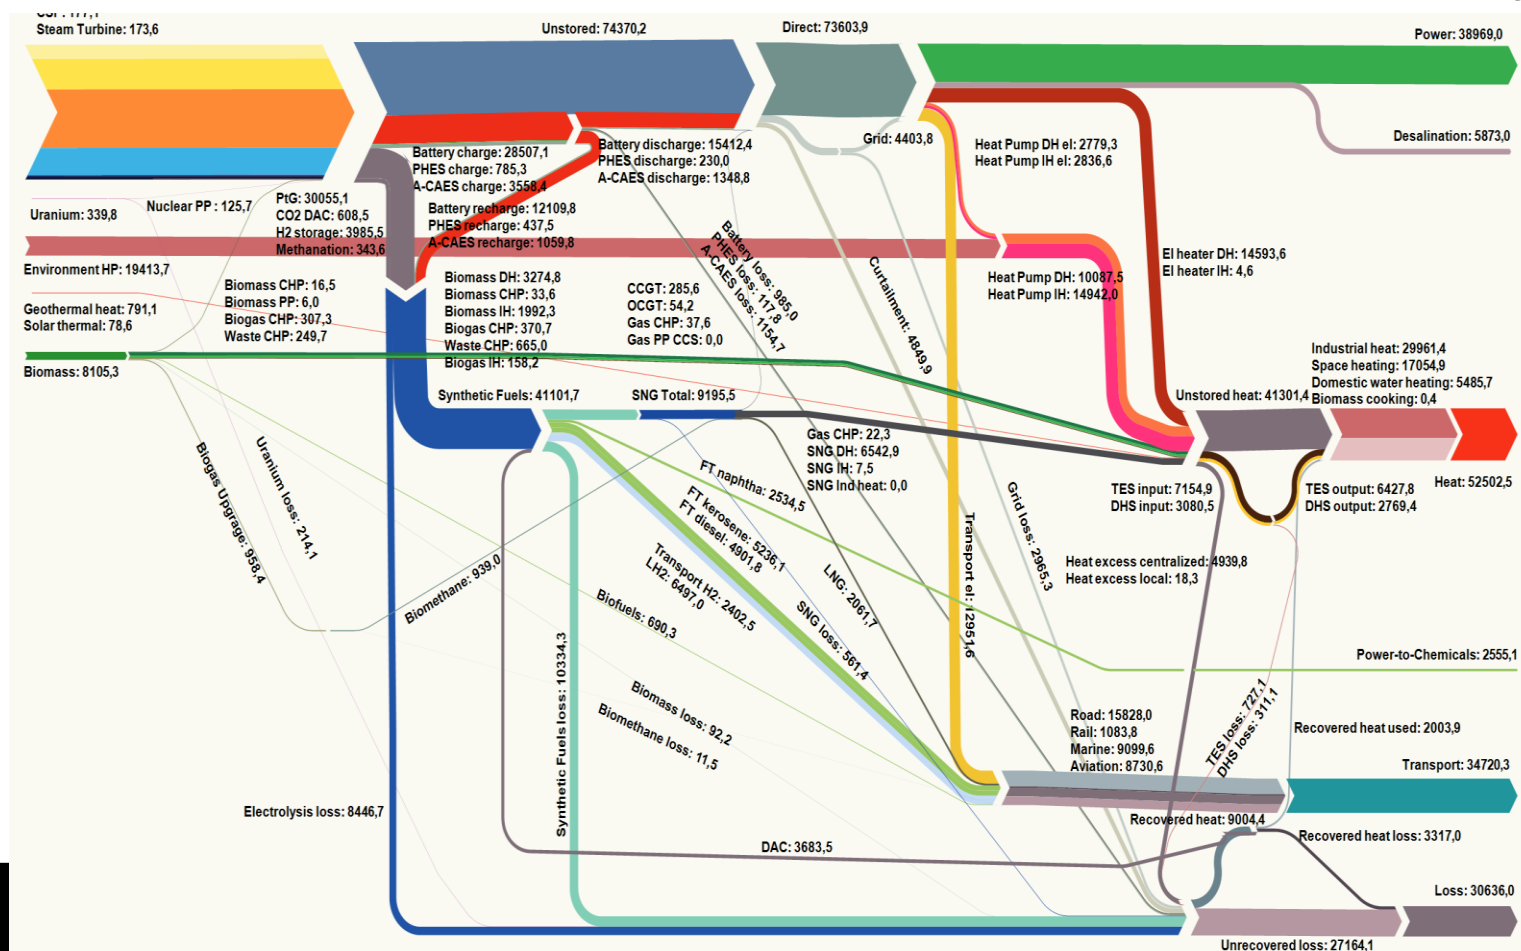 Steam Turbine: 173,6
Unstored: 74370,2
Direct: 73603,9
Power: 38969,0
Grid: 4403,8
Desalination: 5873,0
Battery charge: 28507,1
PHES charge: 785,3
A-CAES charge: 3558,4
Battery discharge: 15412,4
PHES discharge: 230,0
A-CAES discharge: 1348,8
Heat Pump DH el: 2779,3
Heat Pump IH el: 2836,6
Uranium: 339,8
Nuclear PP : 125,7
PtG: 30055,1
CO2 DAC: 608,5
H2 storage: 3985,5
Methanation: 343,6
Battery recharge: 12109,8
PHES recharge: 437,5
A-CAES recharge: 1059,8
Battery loss: 985,0
PHES loss: 117,8
A-CAES loss: 1154,7
Curtailment: 4849,9
El heater DH: 14593,6
El heater IH: 4,6
Environment HP: 19413,7
Heat Pump DH: 10087,5
Heat Pump IH: 14942,0
Geothermal heat: 791,1
Solar thermal: 78,6
Biomass CHP: 16,5
Biomass PP: 6,0
Biogas CHP: 307,3
Waste CHP: 249,7
Biomass DH: 3274,8
Biomass CHP: 33,6
Biomass IH: 1992,3
Biogas CHP: 370,7
Waste CHP: 665,0
Biogas IH: 158,2
CCGT: 285,6
OCGT: 54,2
Gas CHP: 37,6
Gas PP CCS: 0,0
Biomass: 8105,3
Industrial heat: 29961,4
Space heating: 17054,9
Domestic water heating: 5485,7
Biomass cooking: 0,4
Synthetic Fuels: 41101,7
SNG Total: 9195,5
Unstored heat: 41301,4
Gas CHP: 22,3
SNG DH: 6542,9
SNG IH: 7,5
SNG Ind heat: 0,0
Biogas Upgrage: 958,4
Uranium loss: 214,1
FT naphtha: 2534,5
FT kerosene: 5236,1
FT diesel: 4901,8
Grid loss: 2965,3
TES input: 7154,9
DHS input: 3080,5
TES output: 6427,8
DHS output: 2769,4
Heat: 52502,5
Biomethane: 939,0
Transport H2: 2402,5
LH2: 6497,0
LNG: 2061,7
Transport el: 12951,6
Heat excess centralized: 4939,8
Heat excess local: 18,3
Biofuels: 690,3
SNG loss: 561,4
Synthetic Fuels loss: 10334,3
Power-to-Chemicals: 2555,1
Biomass loss: 92,2
Biomethane loss: 11,5
TES loss: 727,1
DHS loss: 311,1
Road: 15828,0
Rail: 1083,8
Marine: 9099,6
Aviation: 8730,6
Recovered heat used: 2003,9
Transport: 34720,3
Electrolysis loss: 8446,7
Recovered heat: 9004,4
Recovered heat loss: 3317,0
DAC: 3683,5
Loss: 30636,0
Unrecovered loss: 27164,1